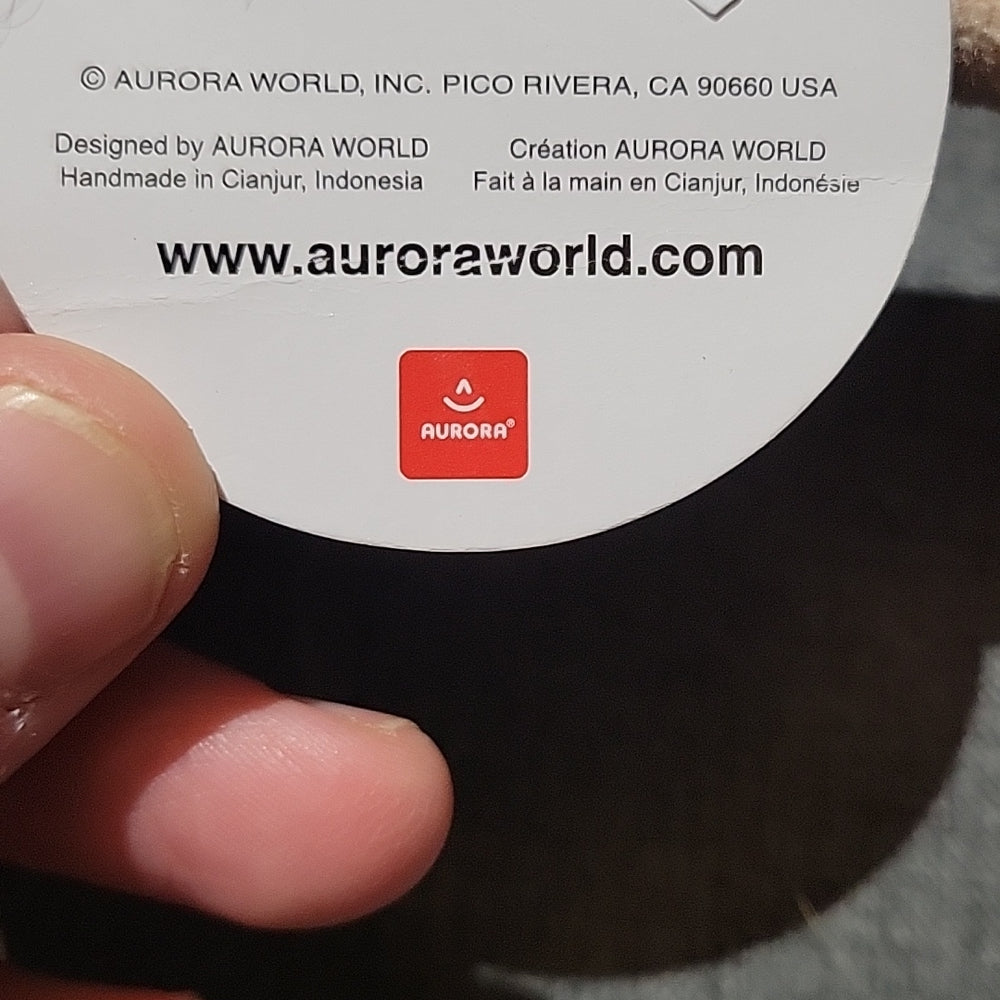 © AURORA WORLD, INC. PICO RIVERA, CA 90660 USA
Designed by AURORA WORLD
Handmade in Cianjur, Indonesia
Création AURORA WORLD
Fait à la main en Cianjur, Indonésie
www.auroraworld.com
AURORA®